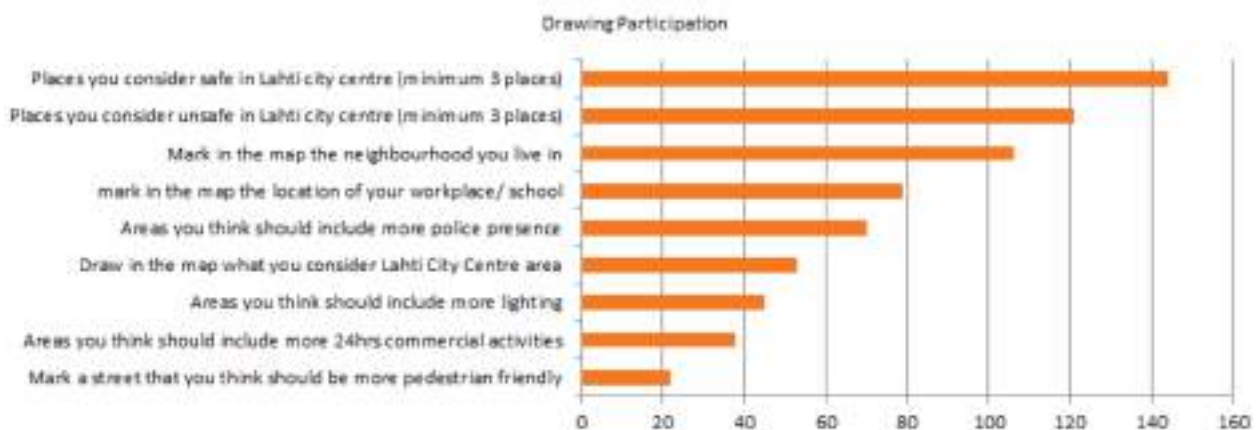 Drawing Participation
Places you consider safe in Lahti city centre (minimum 3 places)
Places you consider unsafe in Lahti city centre (minimum 3 places)
Mark in the map the neighbourhood you live in
mark in the map the location of your workplace/ school
Areas you think should include more police presence
Draw in the map what you consider Lahti City Centre area
Areas you think should include more lighting
Areas you think should include more 24hrs commercial activities
Mark a street that you think should be more pedestrian friendly
0 20 40 60 80 100 120 140 160